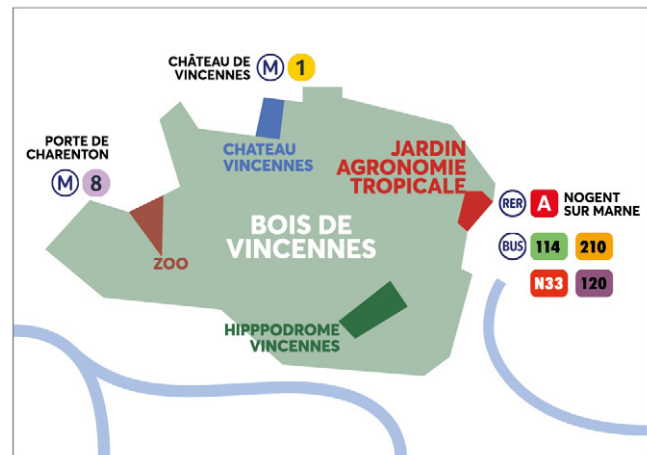 CHÂTEAU DE
VINCENNES M 1
PORTE DE
CHARENTON
M 8
CHATEAU
VINCENNES
JARDIN
AGRONOMIE
TROPICALE
RER A NOGENT
SUR MARNE
BUS 114 210
N33 120
BOIS DE
VINCENNES
ZOO
HIPPPODROME
VINCENNES